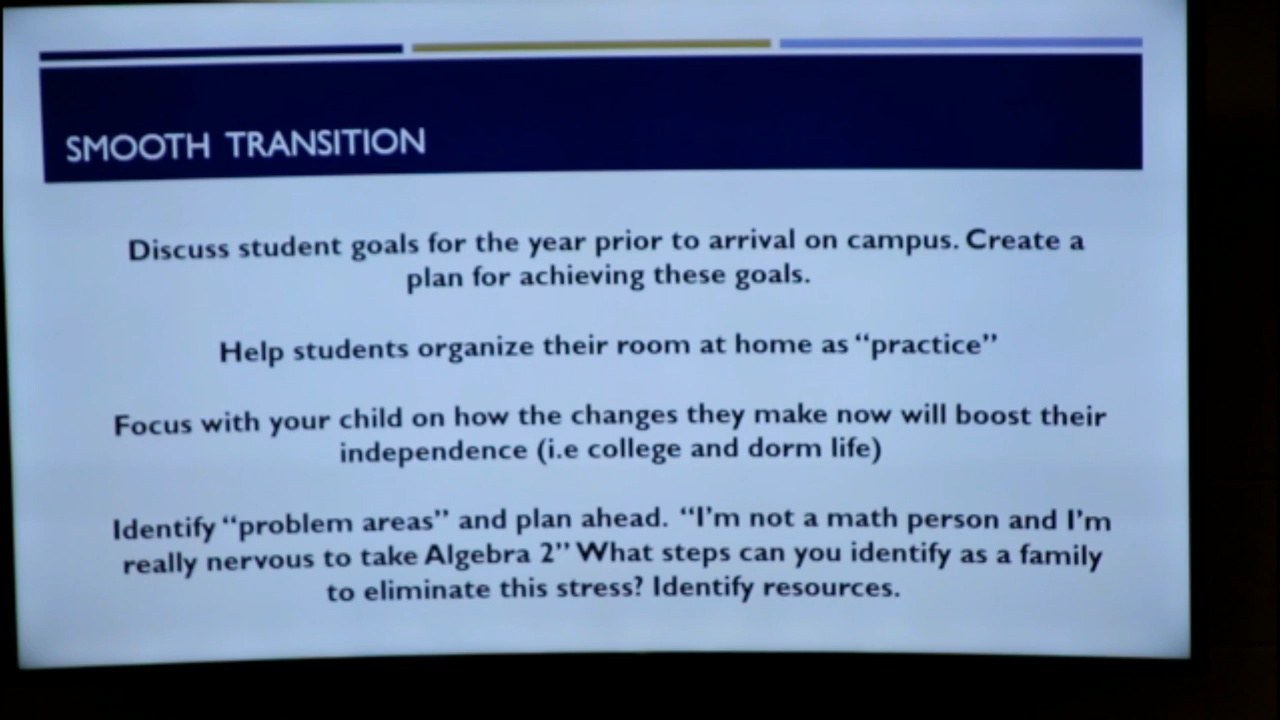 SMOOTH TRANSITION
Discuss student goals for the year prior to arrival on campus. Create a
plan for achieving these goals.
Help students organize their room at home as “practice”
Focus with your child on how the changes they make now will boost their
independence (i.e college and dorm life)
Identify “problem areas” and plan ahead. “I’m not a math person and I’m
really nervous to take Algebra 2” What steps can you identify as a family
to eliminate this stress? Identify resources.